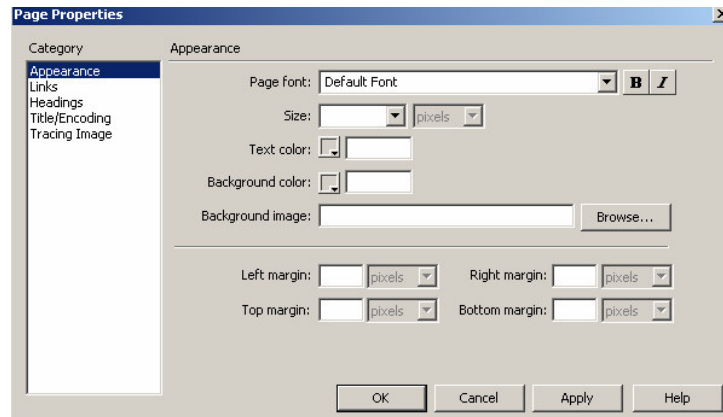 Page Properties
Category
Appearance
Links
Headings
Title/Encoding
Tracing Image
Appearance
Page font: Default Font B I
Size: pixels
Text color:
Background color:
Background image: Browse...
Left margin: pixels Right margin: pixels
Top margin: pixels Bottom margin: pixels
OK Cancel Apply Help